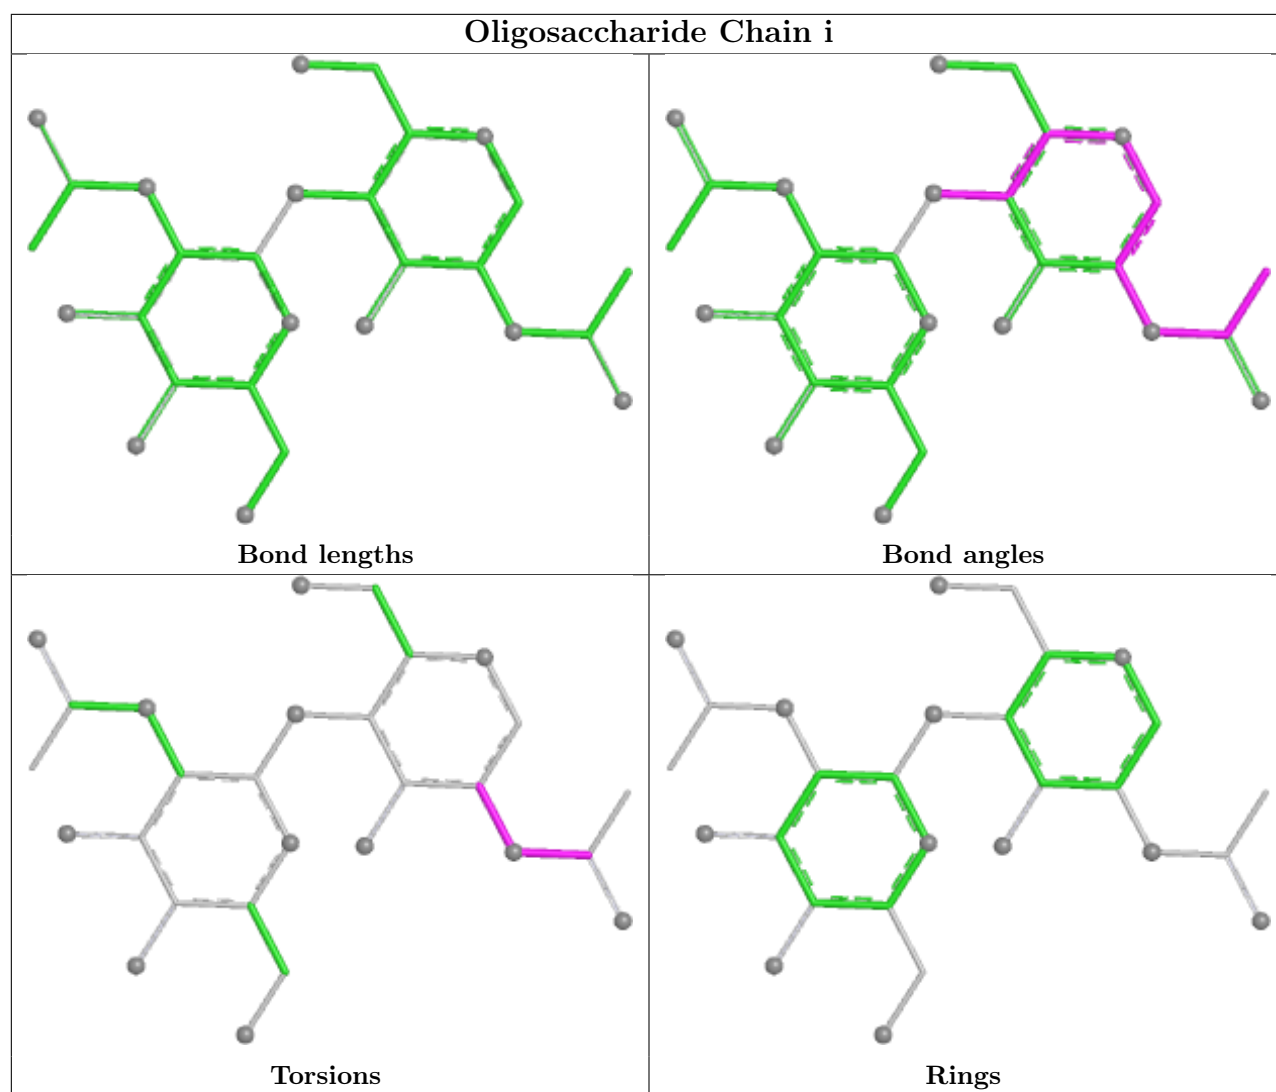 Oligosaccharide Chain i
Bond lengths
Bond angles
Torsions
Rings